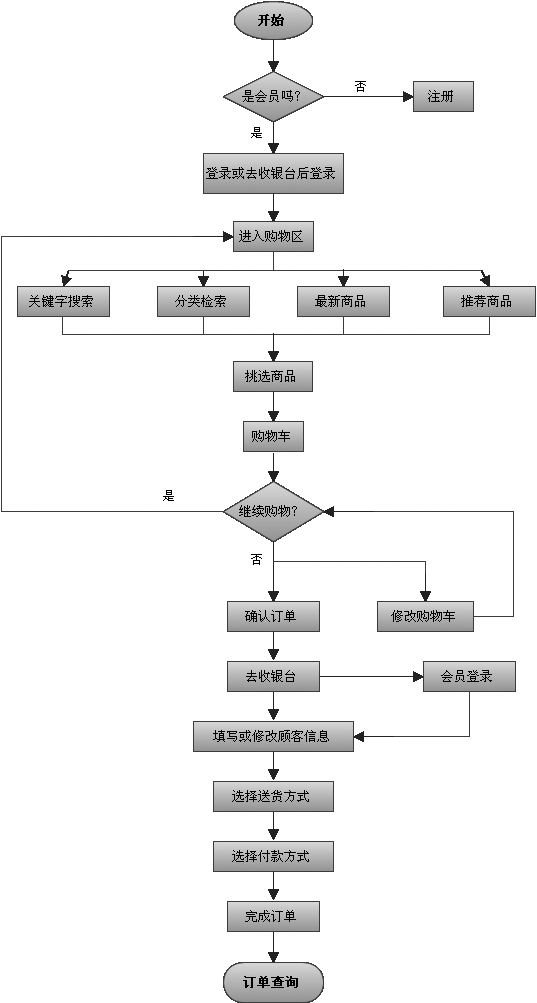 开始
是会员吗?
否
注册
是
登录或去收银台后登录
进入购物区
关键字搜索
分类检索
最新商品
推荐商品
挑选商品
购物车
是
继续购物?
否
确认订单
修改购物车
去收银台
会员登录
填写或修改顾客信息
选择送货方式
选择付款方式
完成订单
订单查询